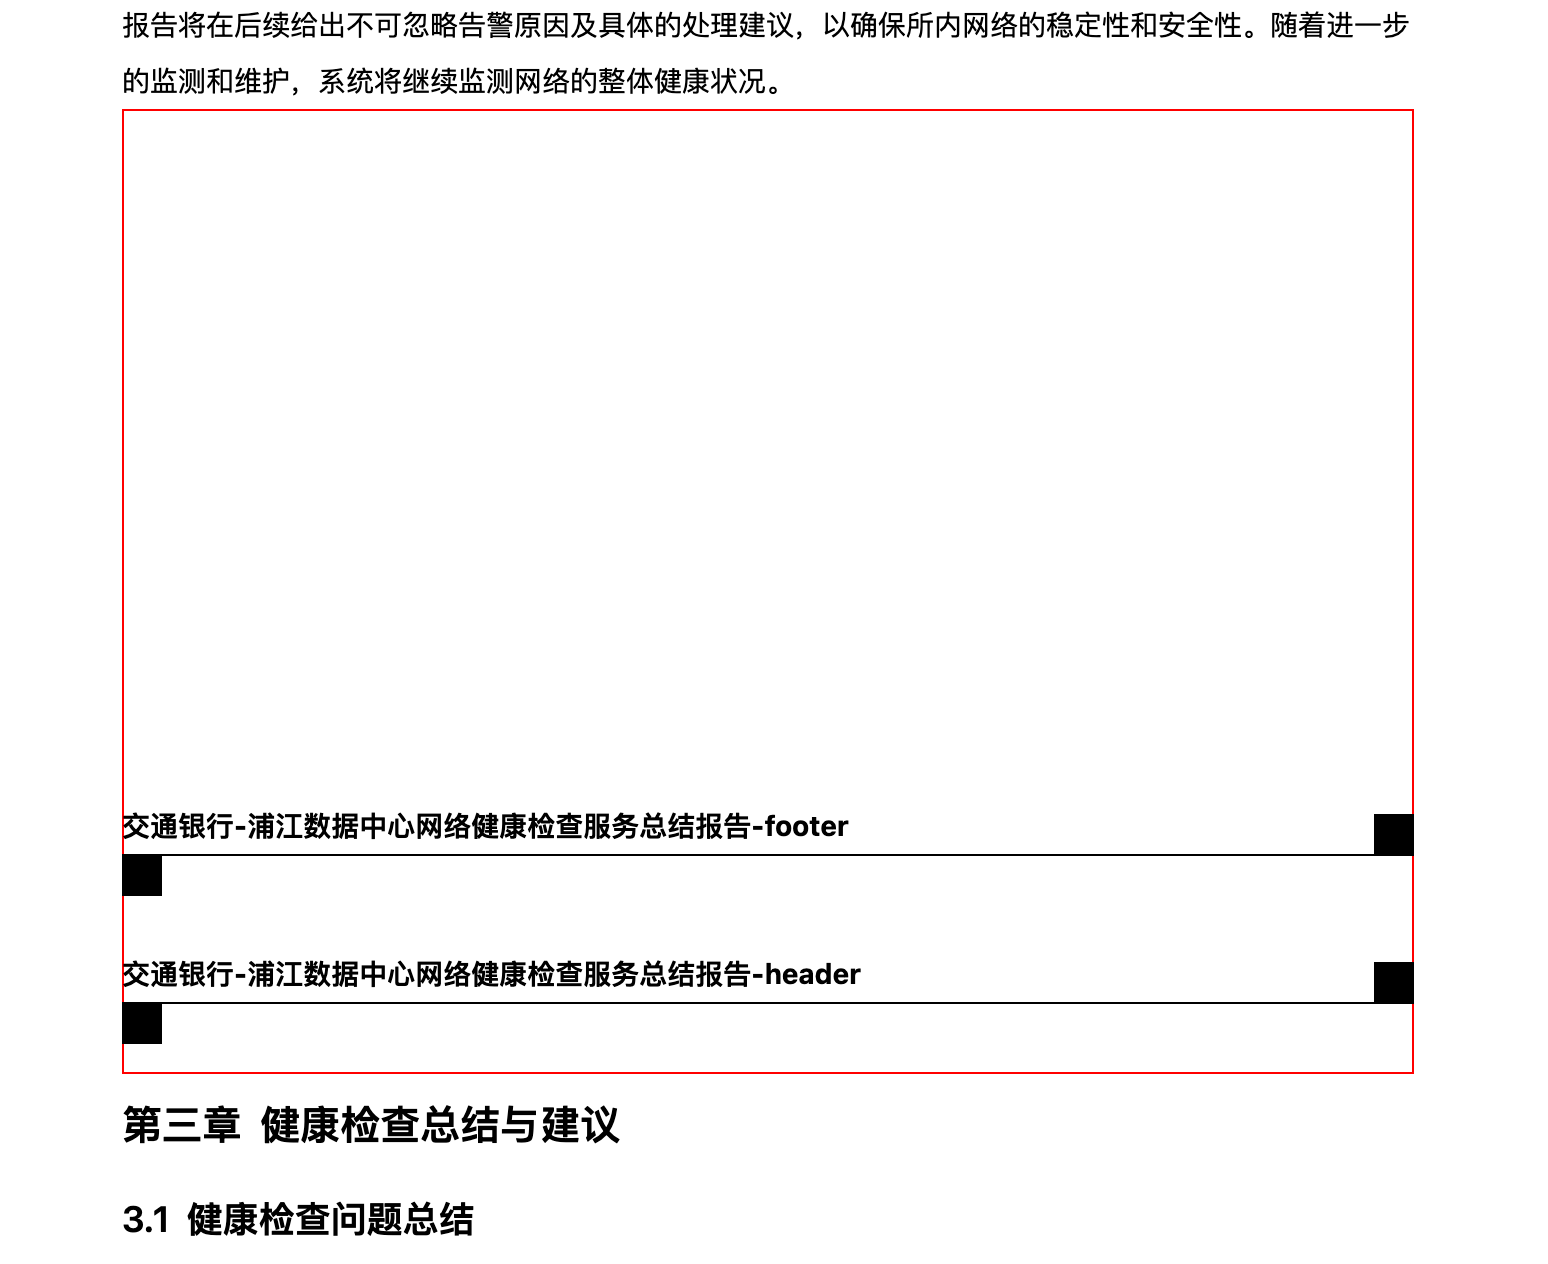 报告将在后续给出不可忽略告警原因及具体的处理建议，以确保所内网络的稳定性和安全性。随着进一步
的监测和维护，系统将继续监测网络的整体健康状况。
交通银行-浦江数据中心网络健康检查服务总结报告-footer
交通银行-浦江数据中心网络健康检查服务总结报告-header
第三章 健康检查总结与建议
3.1 健康检查问题总结